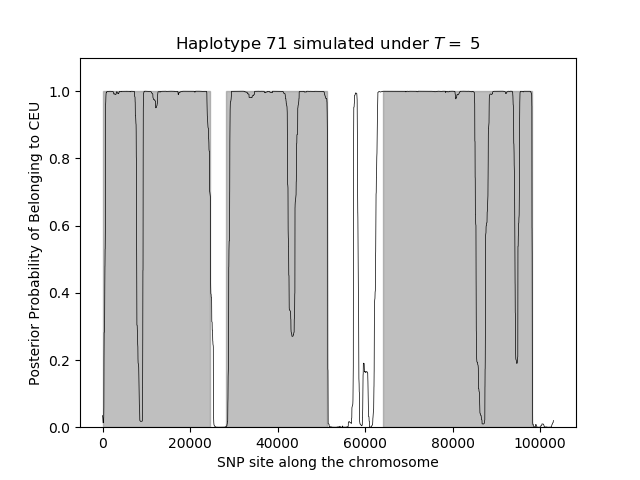 Haplotype 71 simulated under T = 5
Posterior Probability of Belonging to CEU
1.0
0.8
0.6
0.4
0.2
0.0
0 20000 40000 60000 80000 100000
SNP site along the chromosome